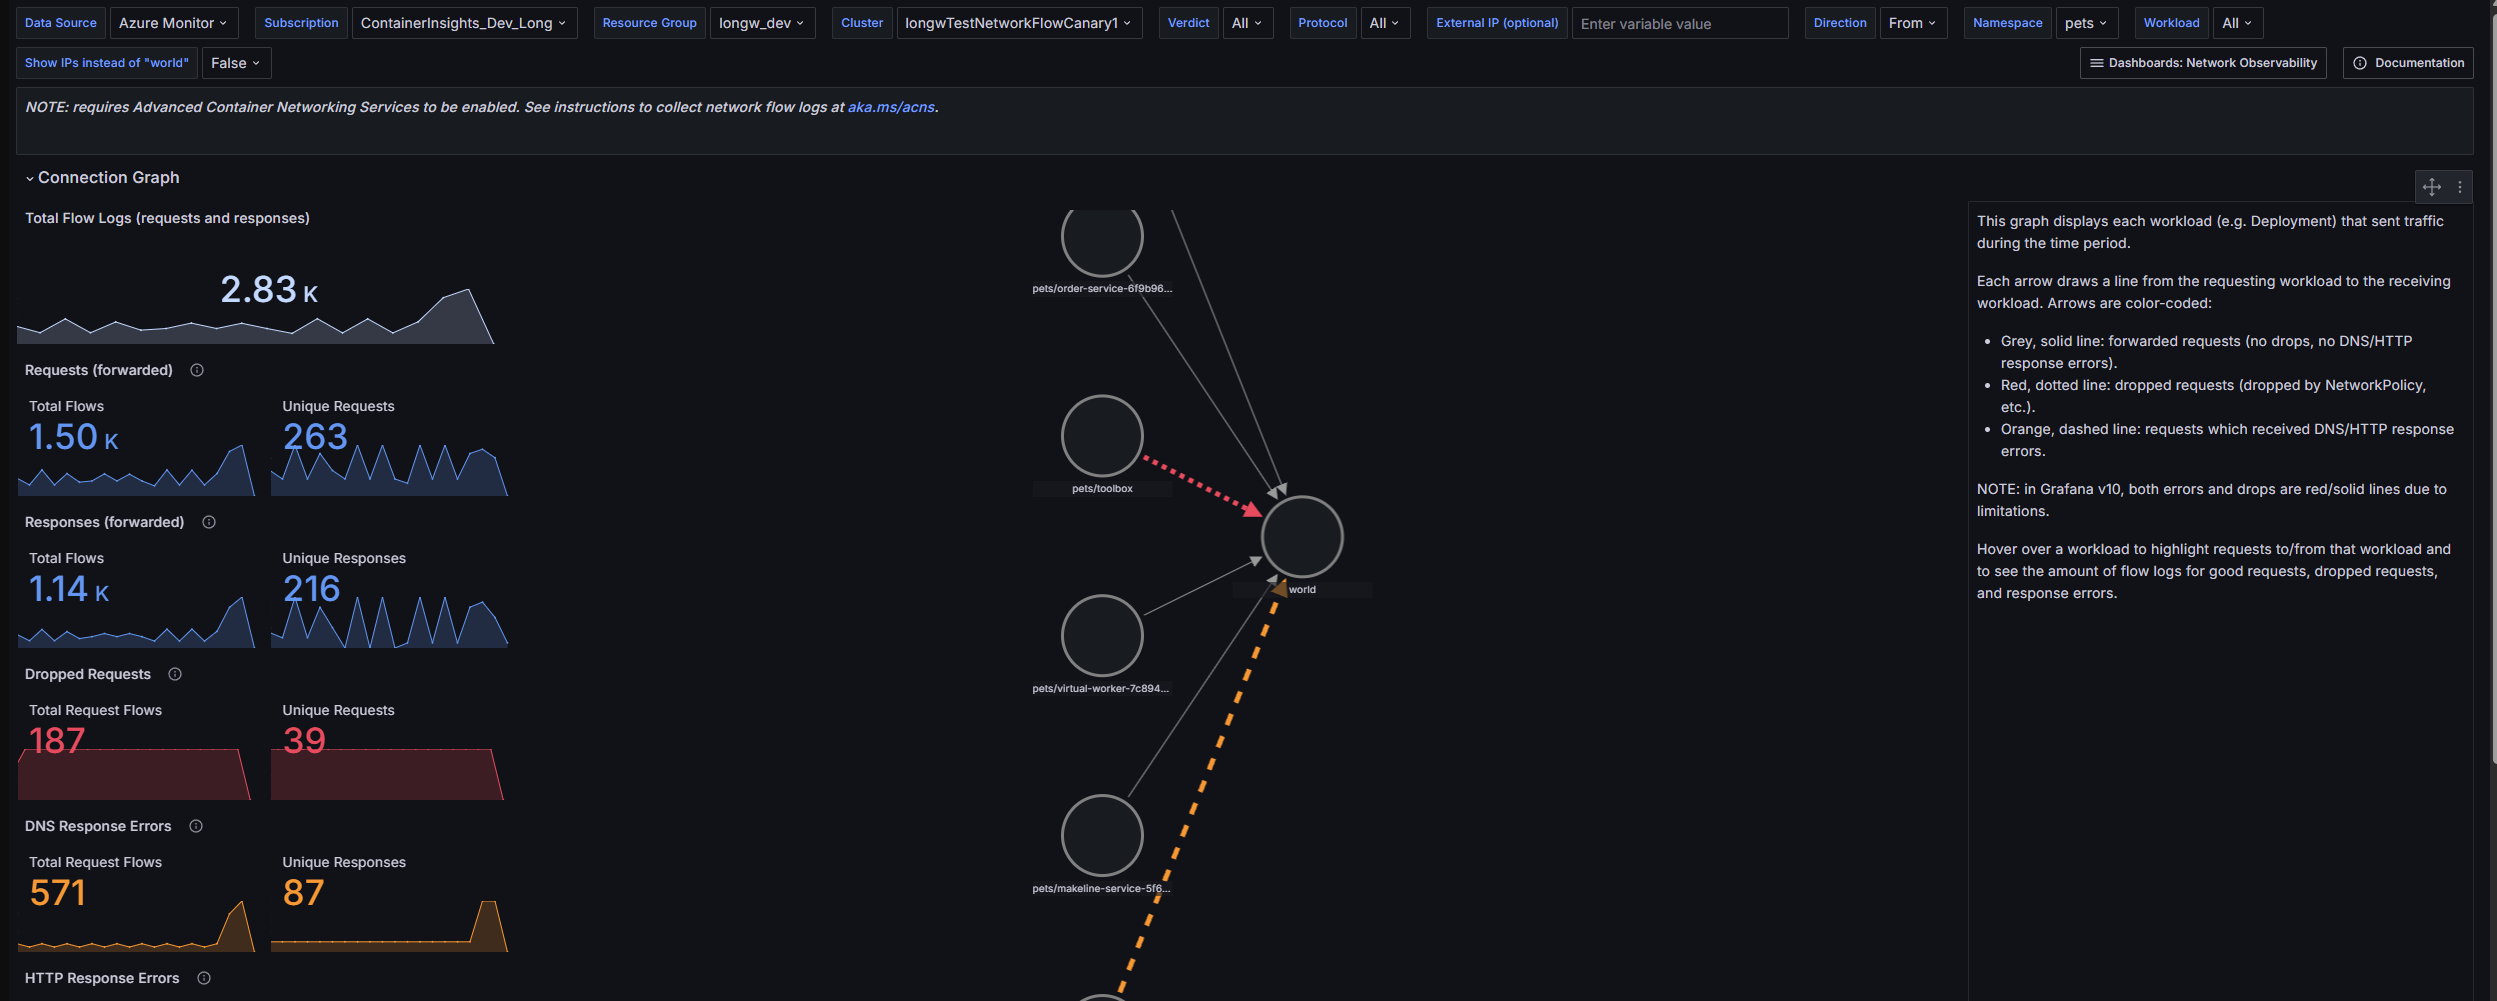 Data Source Azure Monitor Subscription ContainerInsights_Dev_Long Resource Group longw_dev Cluster longwTestNetworkFlowCanary1 Verdict All Protocol All External IP (optional) Enter variable value Direction From Namespace pets Workload All
Show IPs instead of "world" False Dashboards: Network Observability Documentation
NOTE: requires Advanced Container Networking Services to be enabled. See instructions to collect network flow logs at aka.ms/acns.
Connection Graph
Total Flow Logs (requests and responses)
2.83 K
Requests (forwarded)
Total Flows
1.50 K
Unique Requests
263
Responses (forwarded)
Total Flows
1.14 K
Unique Responses
216
Dropped Requests
Total Request Flows
187
Unique Requests
39
DNS Response Errors
Total Request Flows
571
Unique Responses
87
HTTP Response Errors
pets/order-service-6f9b96...
pets/toolbox
world
pets/virtual-worker-7c894...
pets/makeline-service-5f6...
This graph displays each workload (e.g. Deployment) that sent traffic
during the time period.
Each arrow draws a line from the requesting workload to the receiving
workload. Arrows are color-coded:
• Grey, solid line: forwarded requests (no drops, no DNS/HTTP
response errors).
• Red, dotted line: dropped requests (dropped by NetworkPolicy,
etc.).
• Orange, dashed line: requests which received DNS/HTTP response
errors.
NOTE: in Grafana v10, both errors and drops are red/solid lines due to
limitations.
Hover over a workload to highlight requests to/from that workload and
to see the amount of flow logs for good requests, dropped requests,
and response errors.